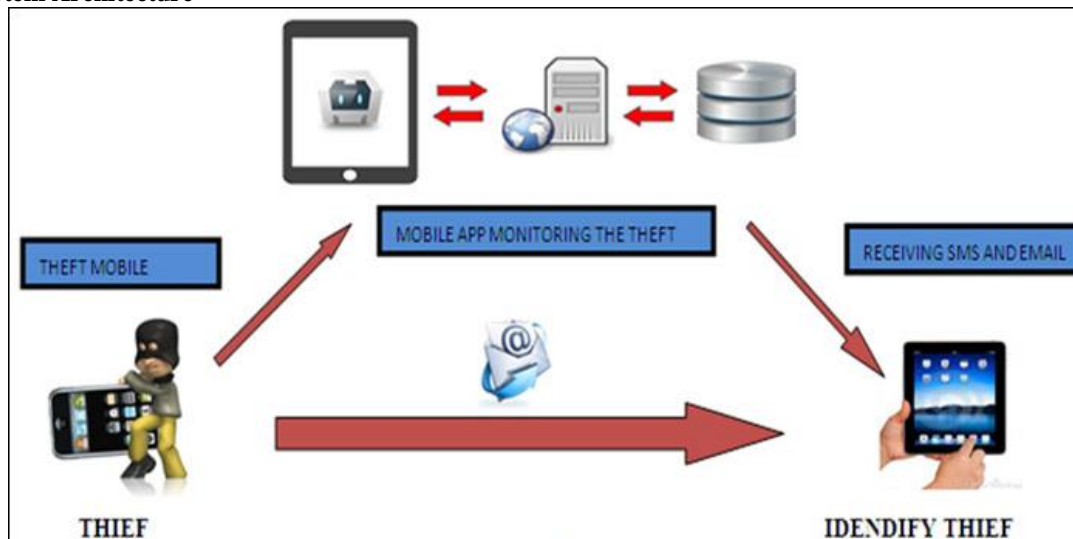 MOBILE APP MONITORING THE THEFT
THEFT MOBILE
RECEIVING SMS AND EMAIL
@
THIEF
IDENDIFY THIEF